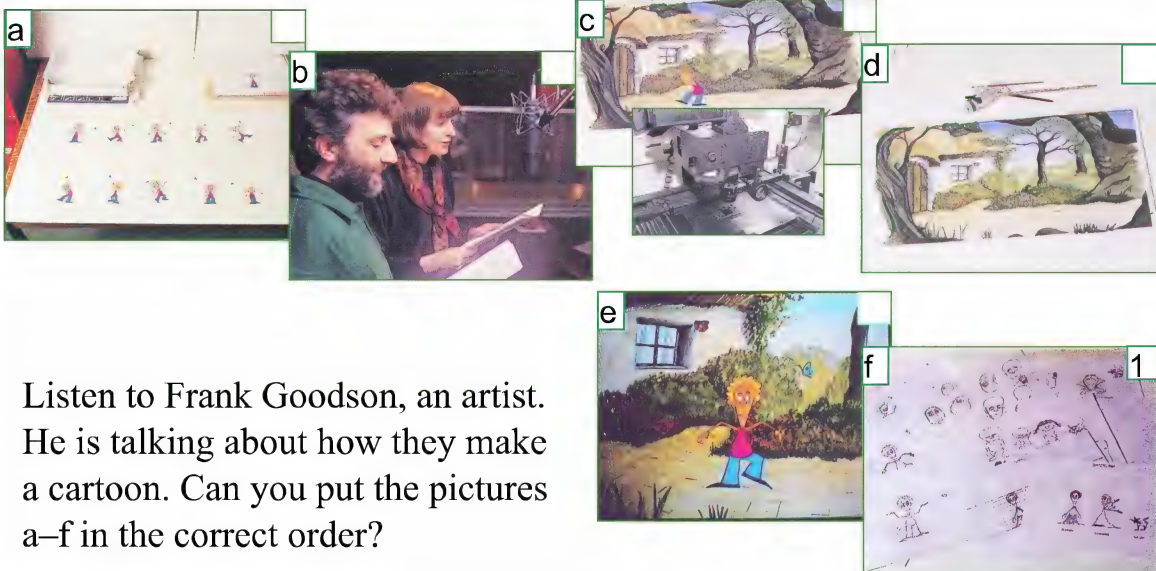 a
b
c
d
e
f
1
Listen to Frank Goodson, an artist.
He is talking about how they make
a cartoon. Can you put the pictures
a–f in the correct order?